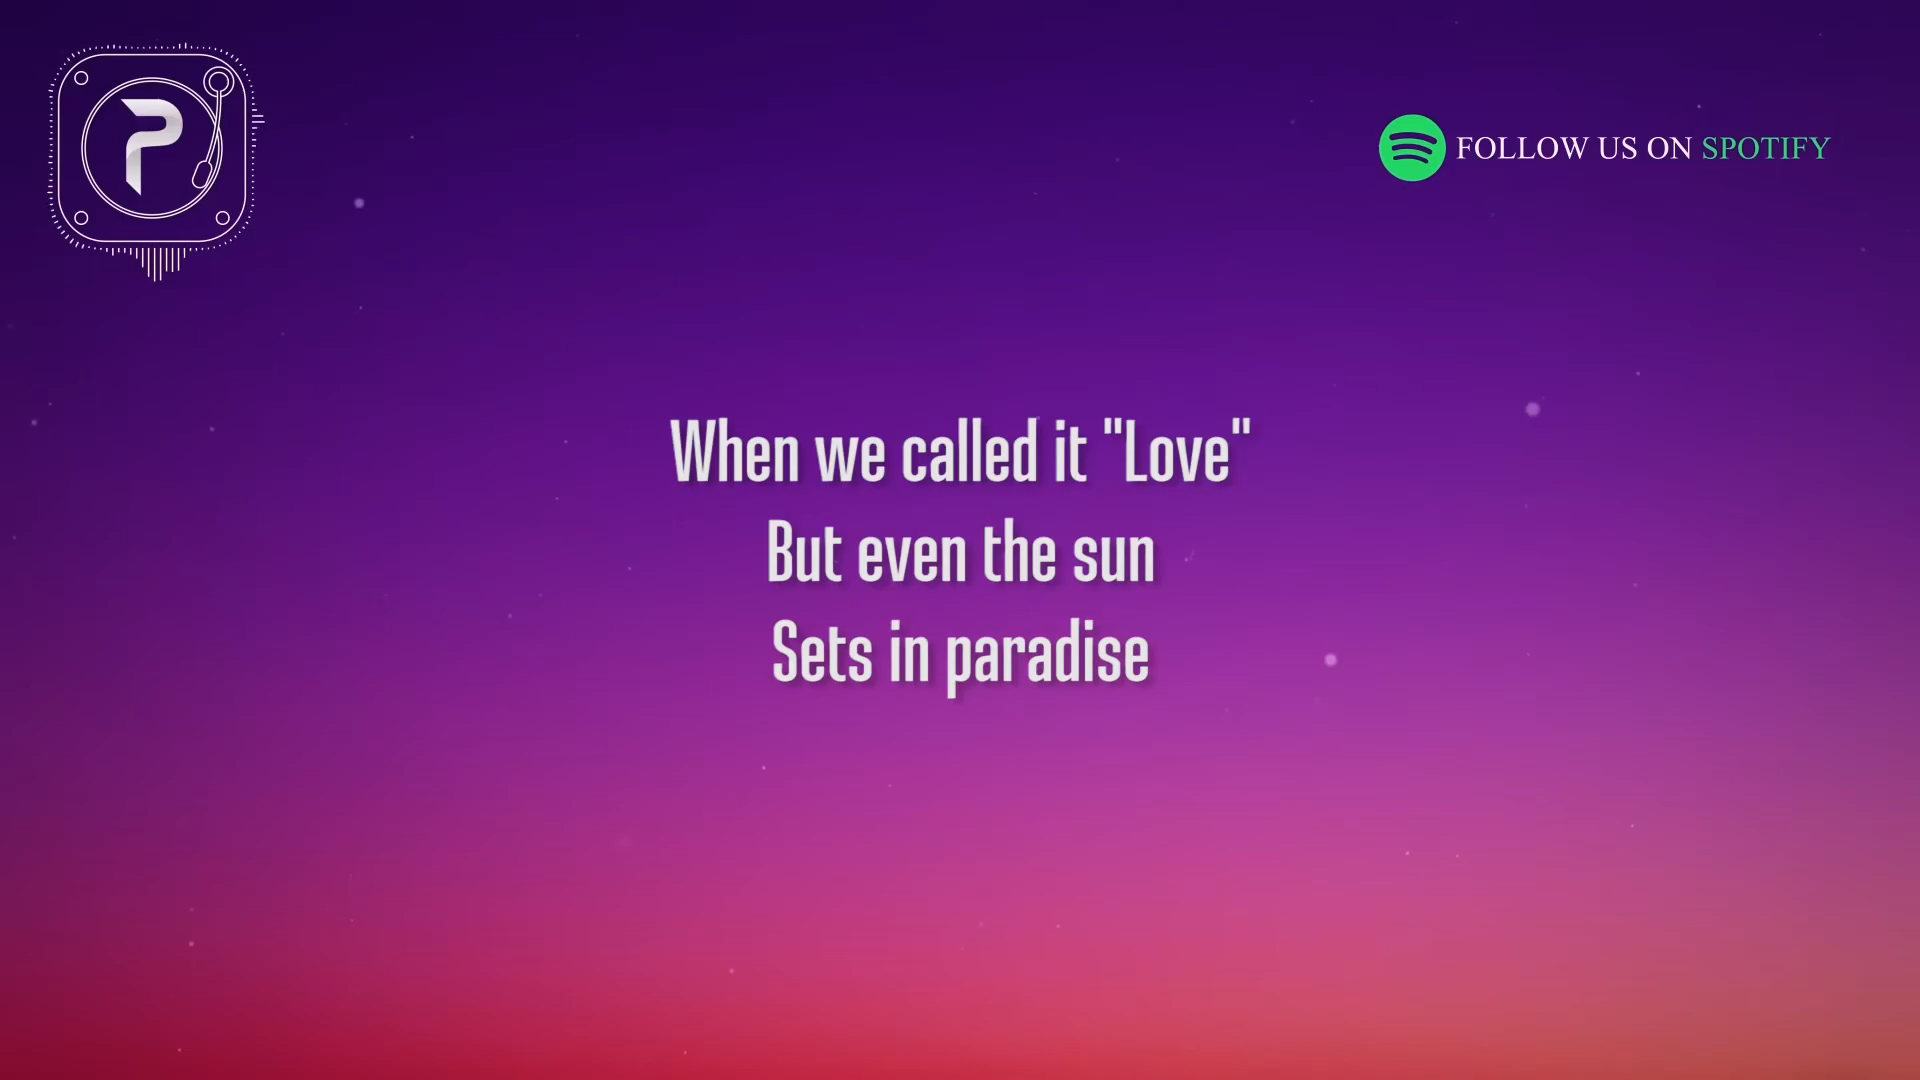 P
FOLLOW US ON SPOTIFY
When we called it "Love"
But even the sun
Sets in paradise